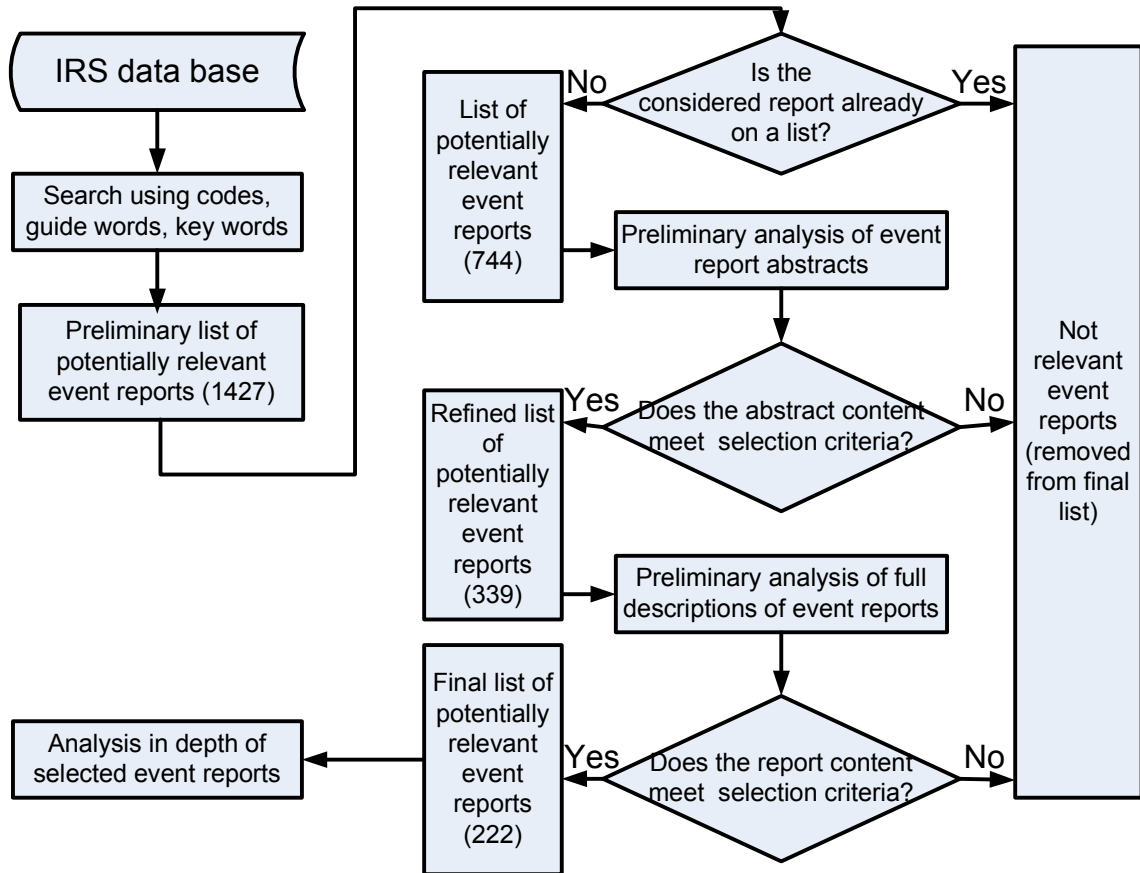 IRS data base
Search using codes,
guide words, key words
Preliminary list of
potentially relevant
event reports (1427)
Is the
considered report already
on a list?
No
Yes
List of
potentially
relevant
event
reports
(744)
Preliminary analysis of event
report abstracts
Does the abstract content
meet selection criteria?
Yes
No
Refined list
of
potentially
relevant
event
reports
(339)
Preliminary analysis of full
descriptions of event reports
Does the report content
meet selection criteria?
Yes
No
Final list of
potentially
relevant
event
reports
(222)
Analysis in depth of
selected event reports
Not
relevant
event
reports
(removed
from final
list)